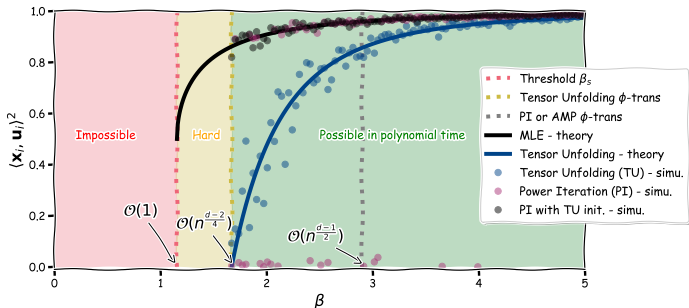 1.0
0.8
0.6
0.4
0.2
0.0
⟨x_i, u_i⟩²
Impossible
Hard
Possible in polynomial time
O(1)
O(n^{\frac{d-2}{4}})
O(n^{\frac{d-1}{2}})
Threshold β_s
Tensor Unfolding ϕ-trans
PI or AMP ϕ-trans
MLE - theory
Tensor Unfolding - theory
Tensor Unfolding (TU) - simu.
Power Iteration (PI) - simu.
PI with TU init. - simu.
0 1 2 3 4 5
β